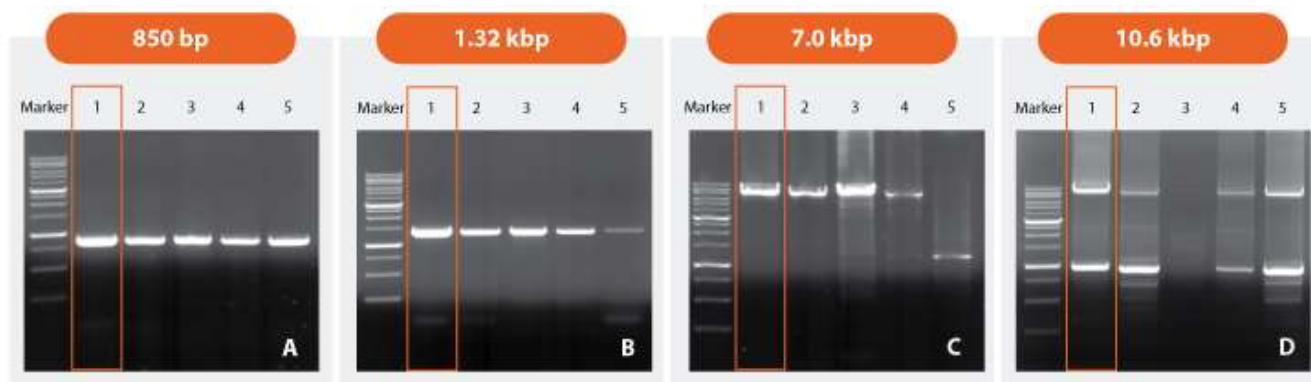 850 bp
1.32 kbp
7.0 kbp
10.6 kbp
Marker 1 2 3 4 5
Marker 1 2 3 4 5
Marker 1 2 3 4 5
Marker 1 2 3 4 5
A
B
C
D